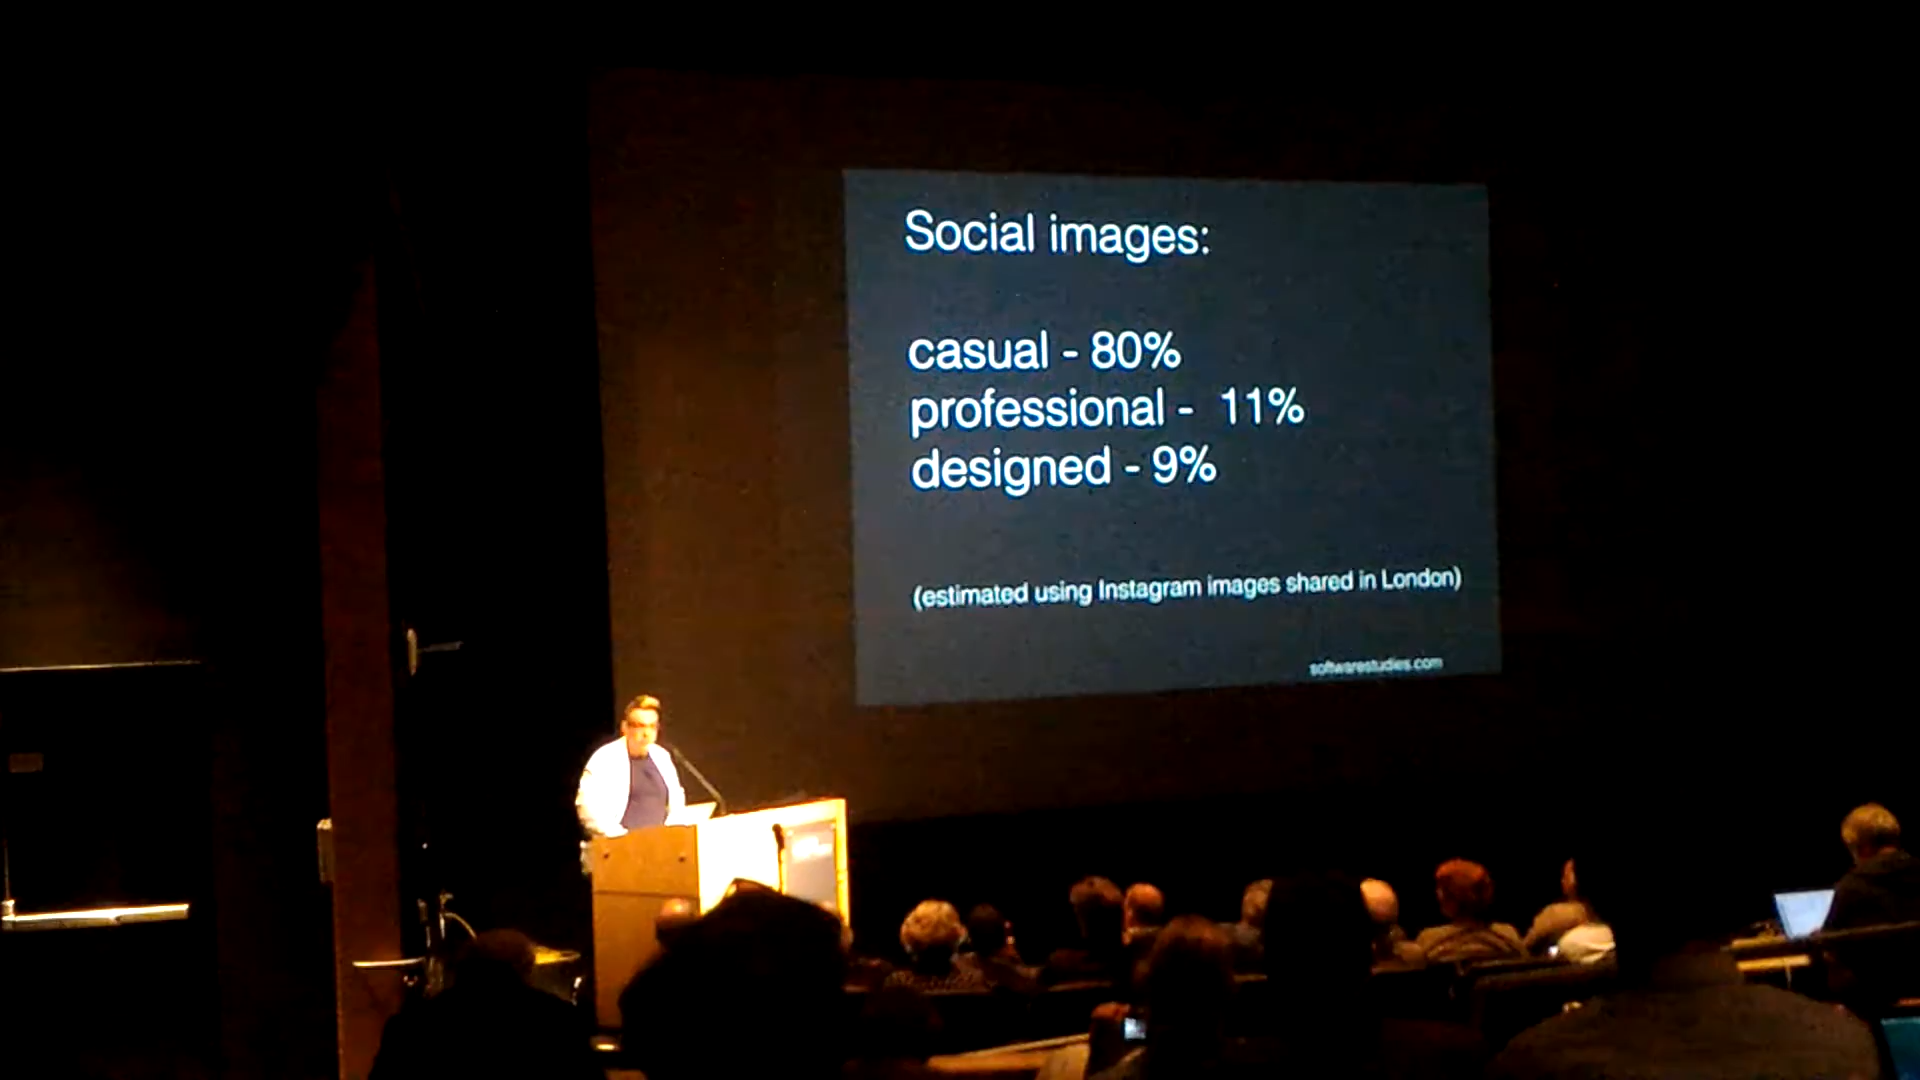 Social images:
casual - 80%
professional - 11%
designed - 9%
(estimated using Instagram images shared in London)
softwarestudies.com